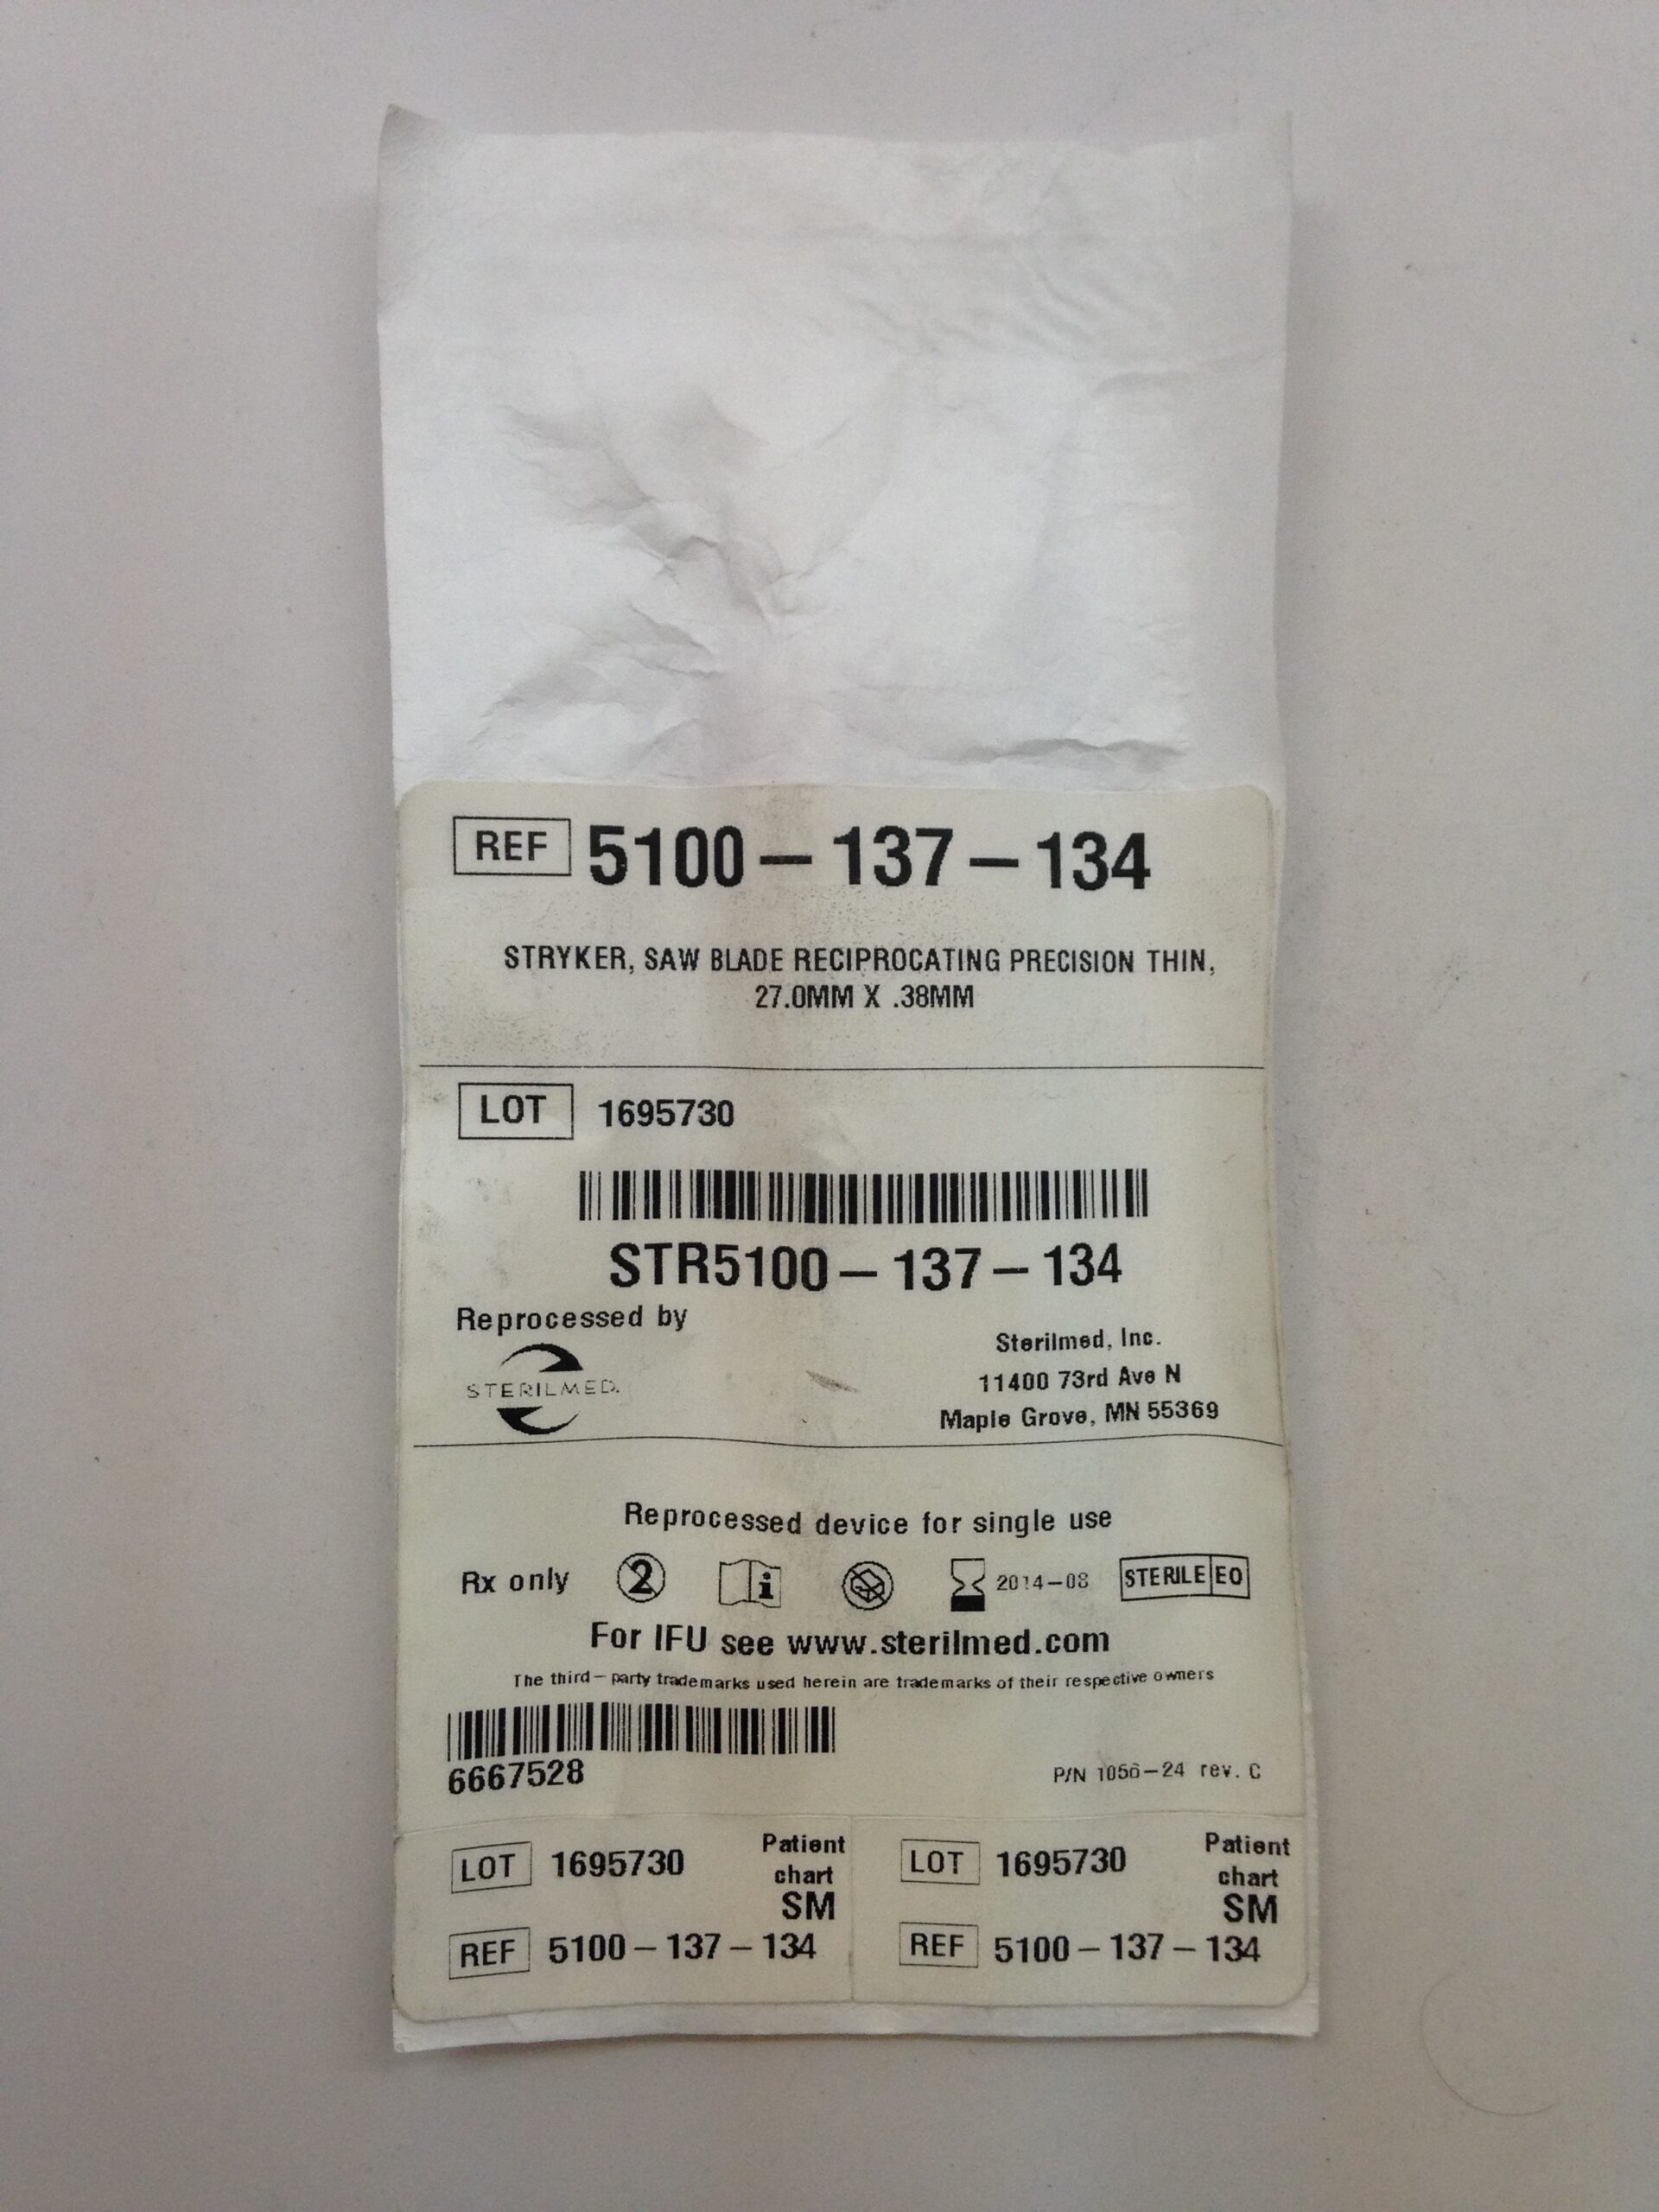 REF 5100-137-134
STRYKER, SAW BLADE RECIPROCATING PRECISION THIN,
27.0MM X .38MM
LOT 1695730
STR5100-137-134
Reprocessed by
STERILMED.
Sterilmed, Inc.
11400 73rd Ave N
Maple Grove, MN 55369
Reprocessed device for single use
Rx only 2 i 2014-08 STERILE EO
For IFU see www.sterilmed.com
The third-party trademarks used herein are trademarks of their respective owners
6667528
P/N 1056-24 rev. C
LOT 1695730 Patient chart SM
REF 5100-137-134
LOT 1695730 Patient chart SM
REF 5100-137-134